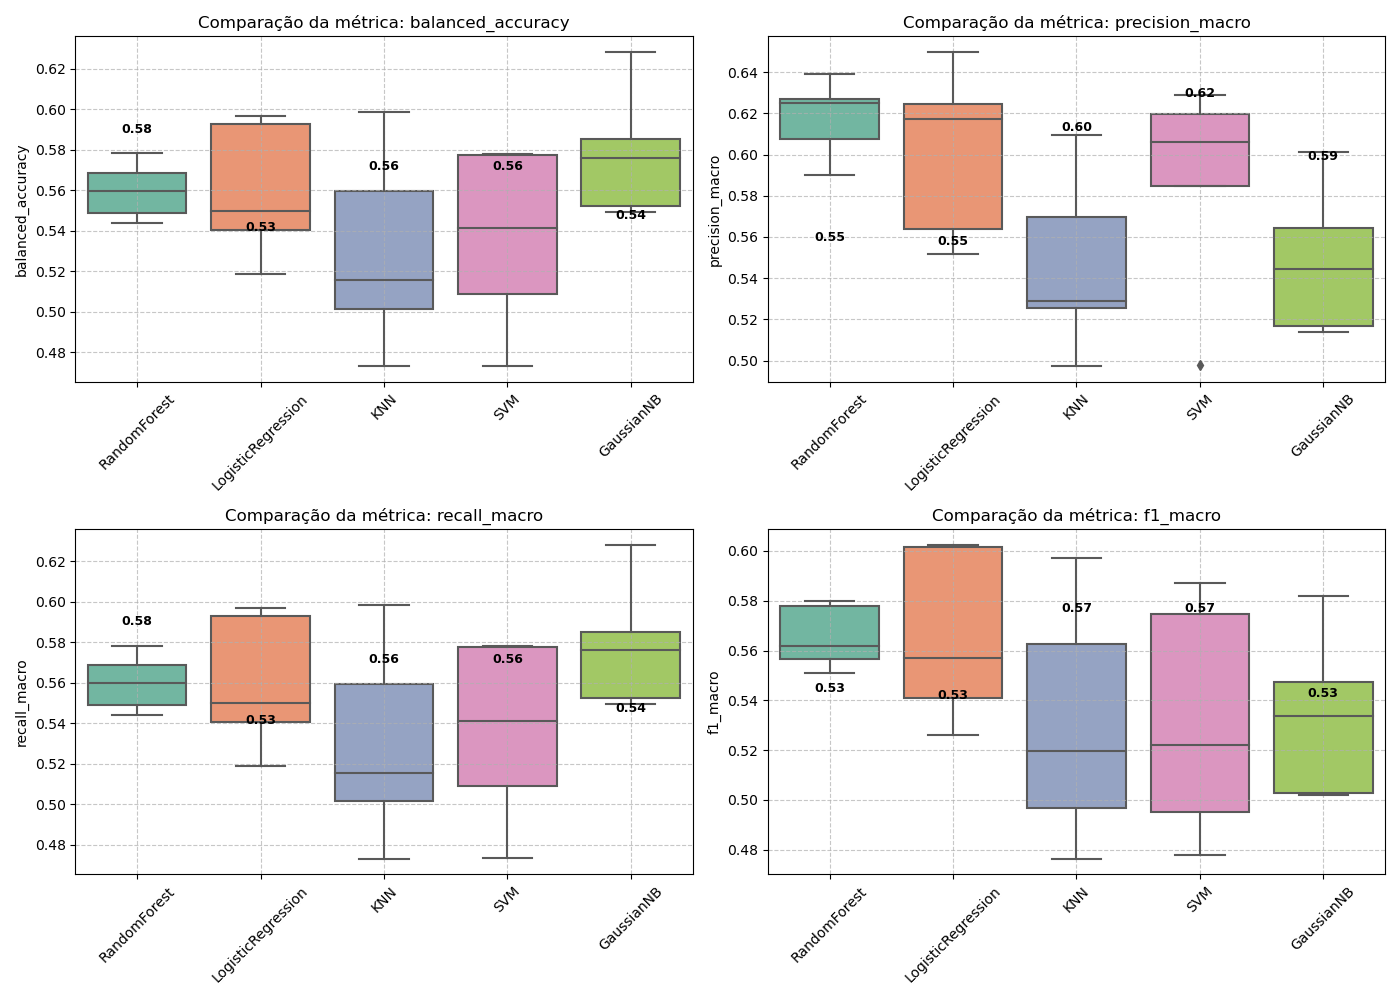 Comparação da métrica: balanced_accuracy
balanced_accuracy
0.62
0.60
0.58
0.56
0.54
0.52
0.50
0.48
0.58
0.53
0.56
0.56
0.54
RandomForest
LogisticRegression
KNN
SVM
GaussianNB
Comparação da métrica: precision_macro
precision_macro
0.64
0.62
0.60
0.58
0.56
0.54
0.52
0.50
0.55
0.55
0.60
0.62
0.59
RandomForest
LogisticRegression
KNN
SVM
GaussianNB
Comparação da métrica: recall_macro
recall_macro
0.62
0.60
0.58
0.56
0.54
0.52
0.50
0.48
0.58
0.53
0.56
0.56
0.54
RandomForest
LogisticRegression
KNN
SVM
GaussianNB
Comparação da métrica: f1_macro
f1_macro
0.60
0.58
0.56
0.54
0.52
0.50
0.48
0.53
0.53
0.57
0.57
0.53
RandomForest
LogisticRegression
KNN
SVM
GaussianNB